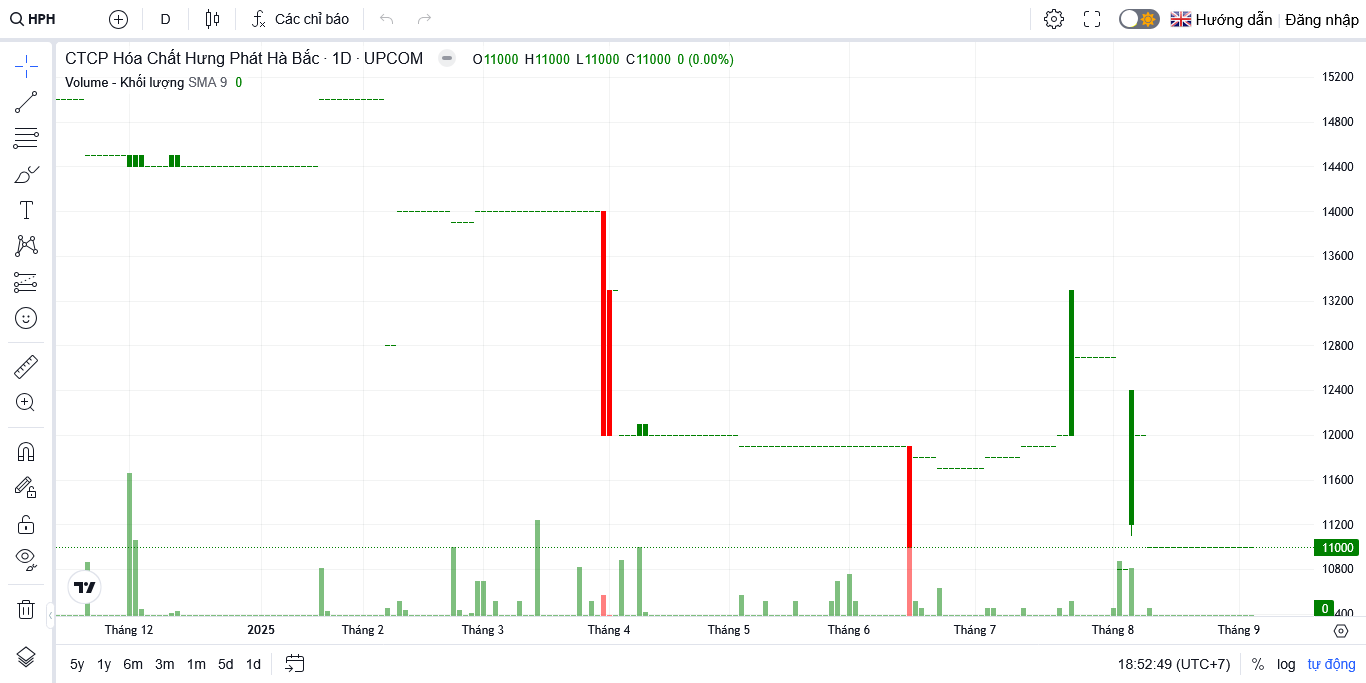 HPH D Các chỉ báo Hướng dẫn Đăng nhập
CTCP Hóa Chất Hưng Phát Hà Bắc · 1D · UPCOM O11000 H11000 L11000 C11000 0 (0.00%)
Volume - Khối lượng SMA 9 0
15200
14800
14400
14000
13600
13200
12800
12400
12000
11600
11200
11000
10800
0 400
Tháng 12 2025 Tháng 2 Tháng 3 Tháng 4 Tháng 5 Tháng 6 Tháng 7 Tháng 8 Tháng 9
5y 1y 6m 3m 1m 5d 1d 18:52:49 (UTC+7) % log tự động